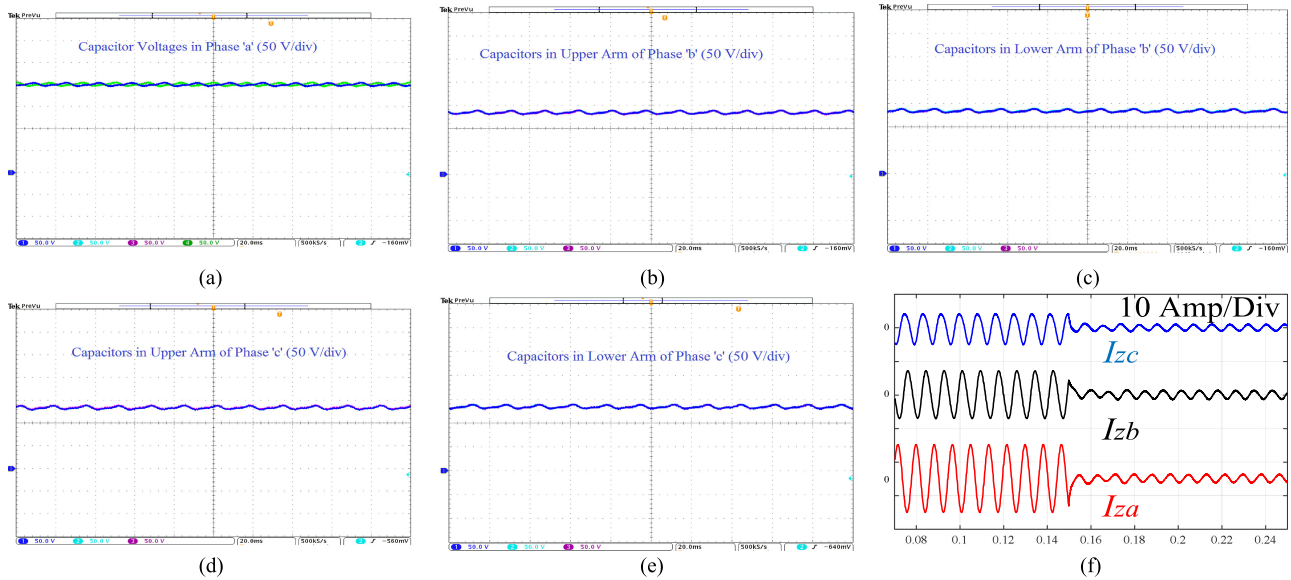 Tek PreVu
Capacitor Voltages in Phase 'a' (50 V/div)
1 50.0 V 2 50.0 V 3 50.0 V 4 50.0 V 20.0ms 500kS/s 2 -160mV
(a)
Tek PreVu
Capacitors in Upper Arm of Phase 'b' (50 V/div)
1 50.0 V 2 50.0 V 3 50.0 V 20.0ms 500kS/s 2 -160mV
(b)
Tek PreVu
Capacitors in Lower Arm of Phase 'b' (50 V/div)
1 50.0 V 2 50.0 V 3 50.0 V 20.0ms 500kS/s 2 -160mV
(c)
Tek PreVu
Capacitors in Upper Arm of Phase 'c' (50 V/div)
1 50.0 V 2 50.0 V 3 50.0 V 20.0ms 500kS/s 2 -560mV
(d)
Tek PreVu
Capacitors in Lower Arm of Phase 'c' (50 V/div)
1 50.0 V 2 50.0 V 3 50.0 V 20.0ms 500kS/s 2 -640mV
(e)
10 Amp/Div
0
Izc
0
Izb
0
Iza
0.08 0.1 0.12 0.14 0.16 0.18 0.2 0.22 0.24
(f)